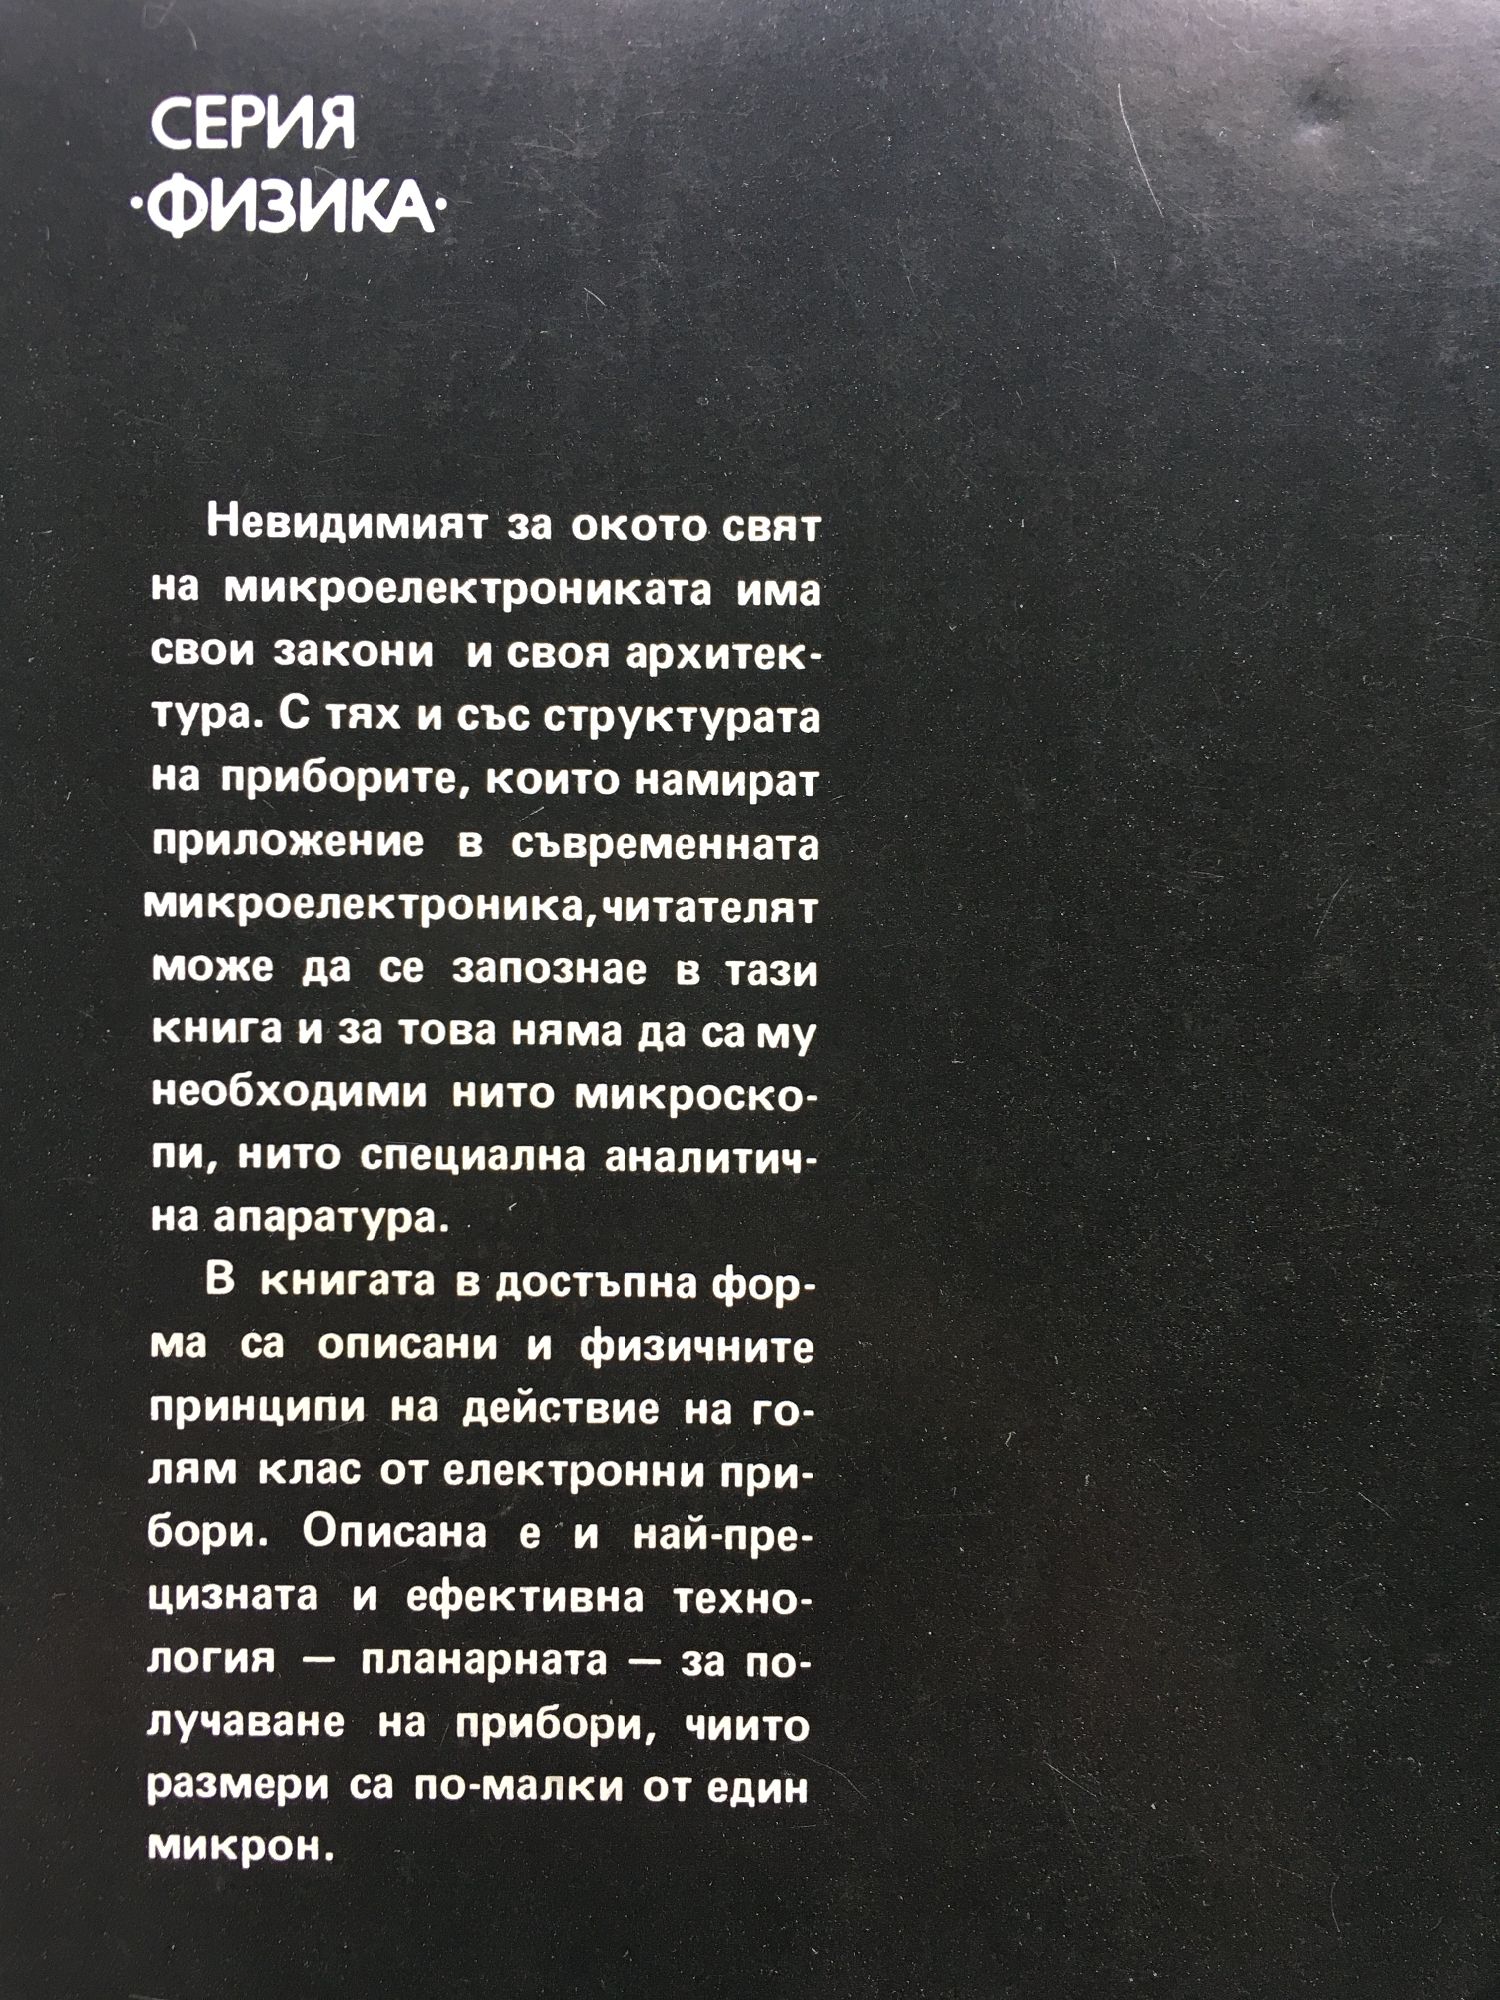 СЕРИЯ
·ФИЗИКА·
Невидимият за окото свят
на микроелектрониката има
свои закони и своя архитек-
тура. С тях и със структурата
на приборите, които намират
приложение в съвременната
микроелектроника, читателят
може да се запознае в тази
книга и за това няма да са му
необходими нито микроско-
пи, нито специална аналитич-
на апаратура.
В книгата в достъпна фор-
ма са описани и физичните
принципи на действие на го-
лям клас от електронни при-
бори. Описана е и най-пре-
цизната и ефективна техно-
логия — планарната — за по-
лучаване на прибори, чиито
размери са по-малки от един
микрон.